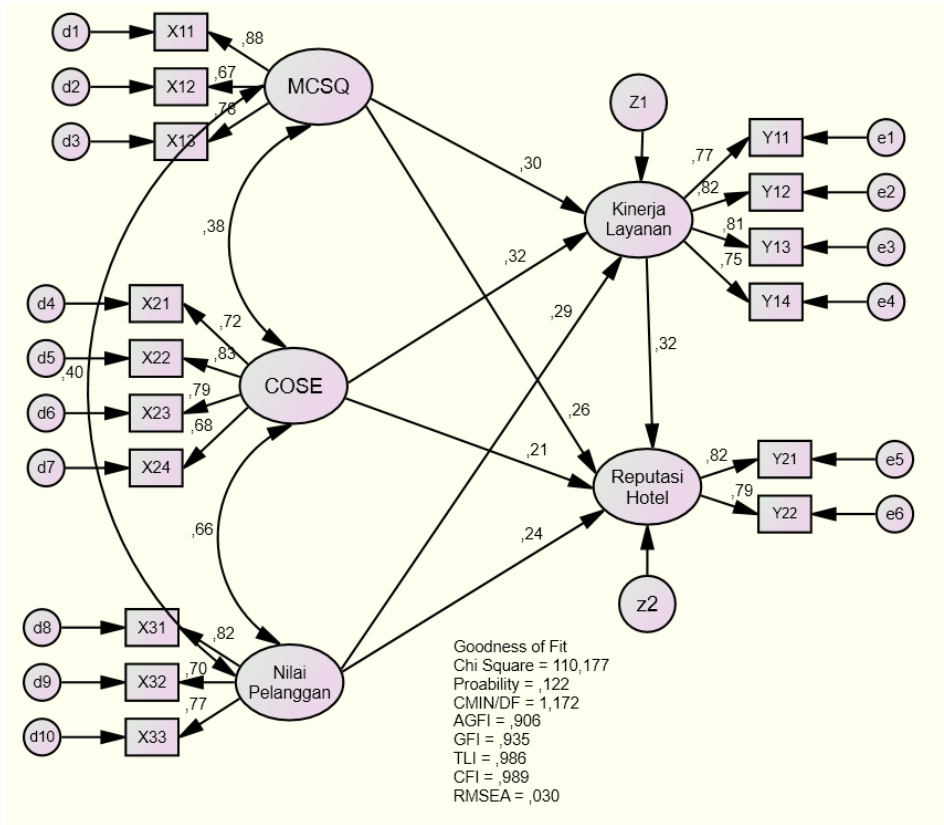 d1
X11
,88
d2
X12
,67
MCSQ
d3
X13
,78
Z1
,30
,77
Y11
e1
Kinerja
Layanan
,82
Y12
e2
,81
Y13
e3
,75
Y14
e4
,38
,32
,29
,32
d4
X21
,72
d5
X22
,83
COSE
,40
d6
X23
,79
d7
X24
,68
,26
,21
Reputasi
Hotel
,82
Y21
e5
,79
Y22
e6
,66
,24
z2
d8
X31
,82
d9
X32
,70
Nilai
Pelanggan
d10
X33
,77
Goodness of Fit
Chi Square = 110,177
Proability = ,122
CMIN/DF = 1,172
AGFI = ,906
GFI = ,935
TLI = ,986
CFI = ,989
RMSEA = ,030